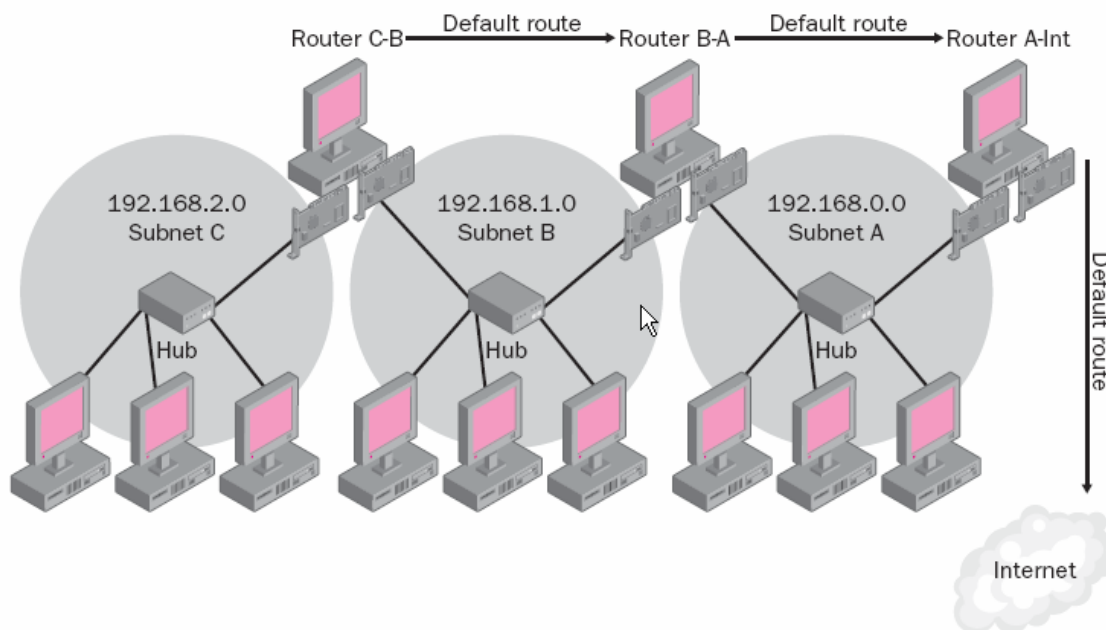 Default route
Default route
Router C-B
Router B-A
Router A-Int
192.168.2.0
Subnet C
192.168.1.0
Subnet B
192.168.0.0
Subnet A
Default route
Hub
Hub
Hub
Internet